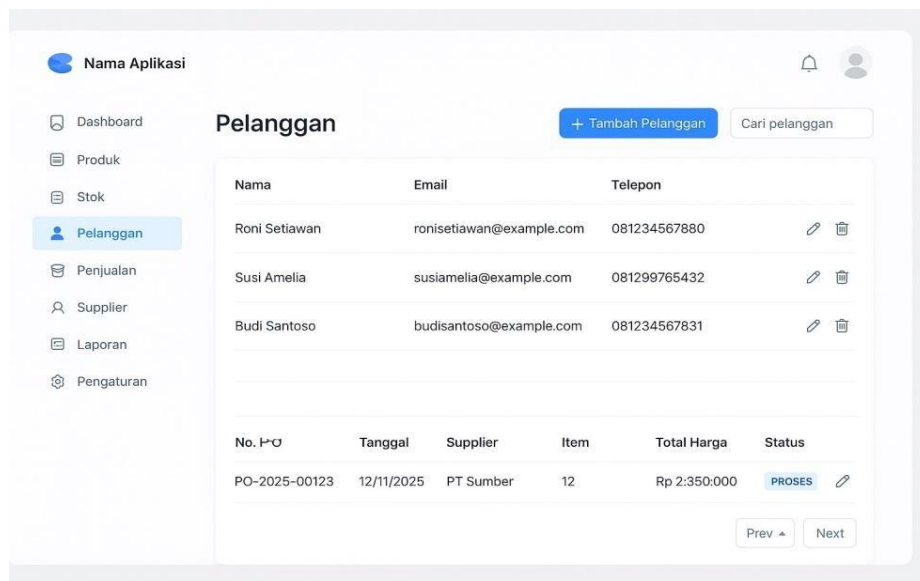 Nama Aplikasi
Dashboard
Produk
Stok
Pelanggan
Penjualan
Supplier
Laporan
Pengaturan
Pelanggan
+ Tambah Pelanggan
Cari pelanggan
Nama Email Telepon
Roni Setiawan ronisetiawan@example.com 081234567880
Susi Amelia susiamelia@example.com 081299765432
Budi Santoso budisantoso@example.com 081234567831
No. Tanggal Supplier Item Total Harga Status
PO-2025-00123 12/11/2025 PT Sumber 12 Rp 2:350:000 PROSES
Prev Next